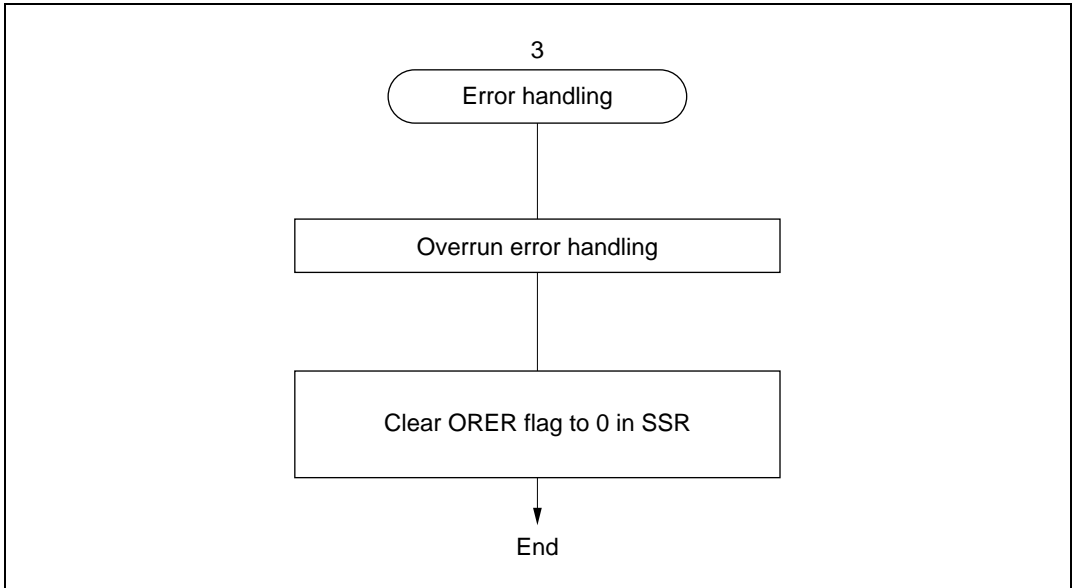 3
Error handling
Overrun error handling
Clear ORER flag to 0 in SSR
End